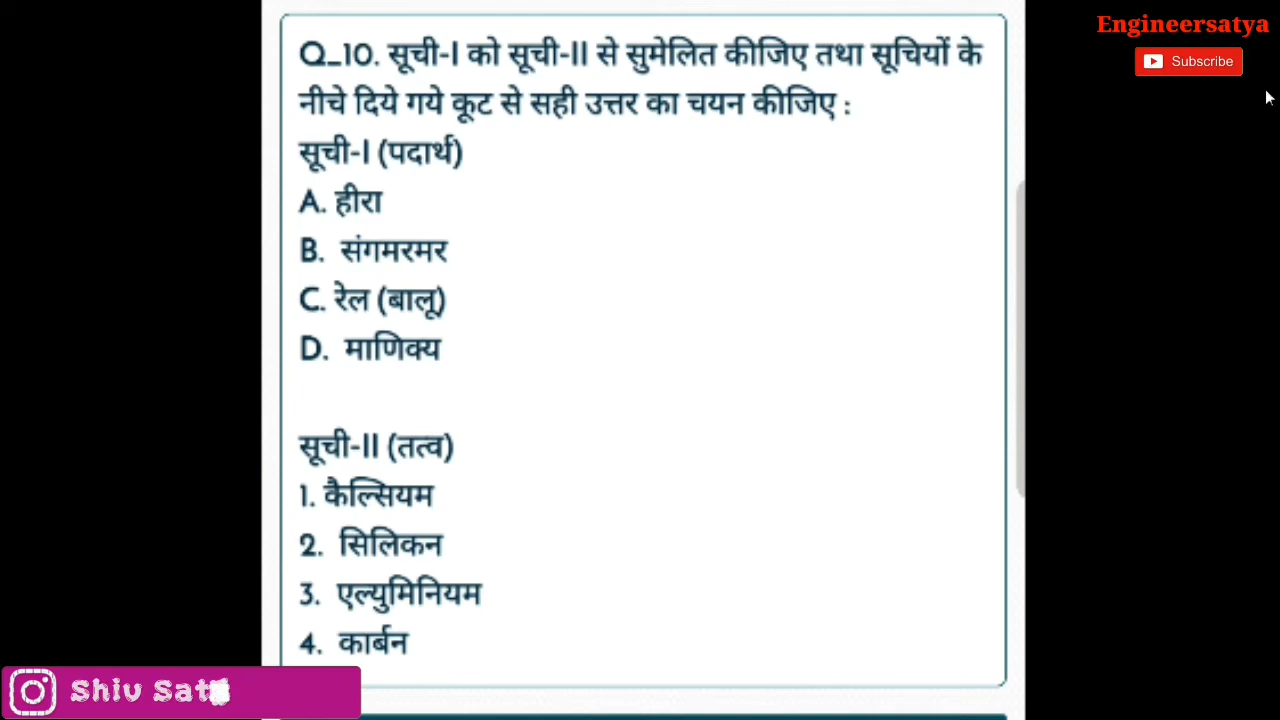 Engineersatya
Subscribe
Q_10. सूची-I को सूची-II से सुमेलित कीजिए तथा सूचियों के
नीचे दिये गये कूट से सही उत्तर का चयन कीजिए :
सूची-I (पदार्थ)
A. हीरा
B. संगमरमर
C. रेल (बालू)
D. माणिक्य
सूची-II (तत्व)
1. कैल्सियम
2. सिलिकन
3. एल्युमिनियम
4. कार्बन
Shiv